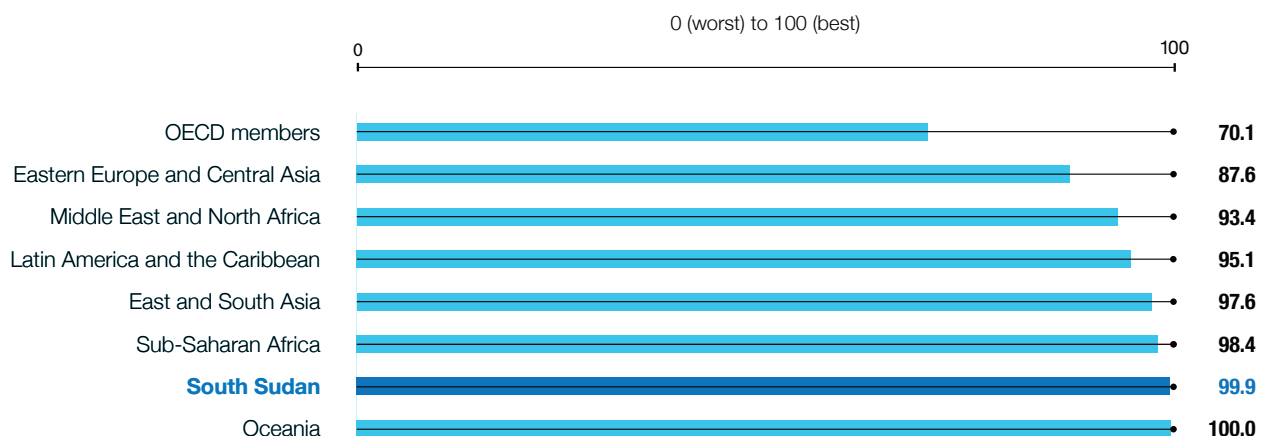 0 (worst) to 100 (best)
0 100
OECD members 70.1
Eastern Europe and Central Asia 87.6
Middle East and North Africa 93.4
Latin America and the Caribbean 95.1
East and South Asia 97.6
Sub-Saharan Africa 98.4
South Sudan 99.9
Oceania 100.0